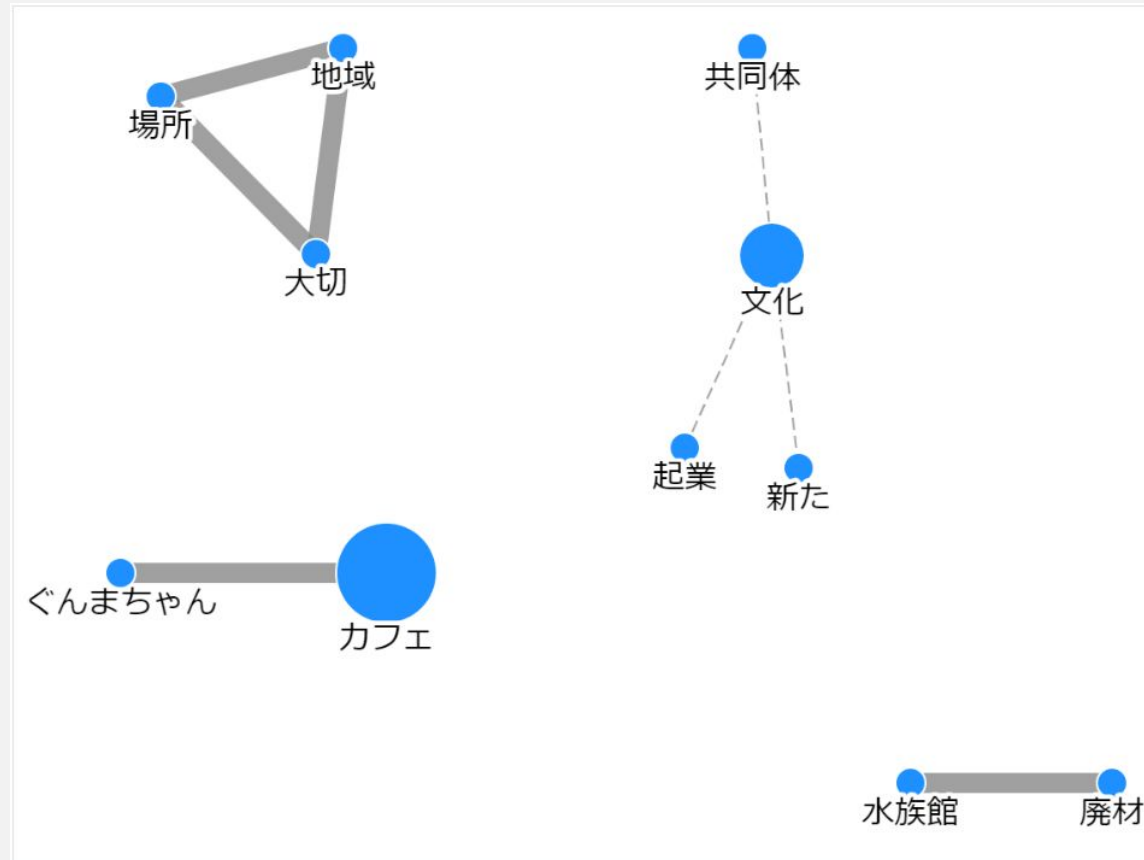 地域
共同体
場所
大切
文化
起業
新た
ぐんまちゃん
カフェ
水族館
廃材